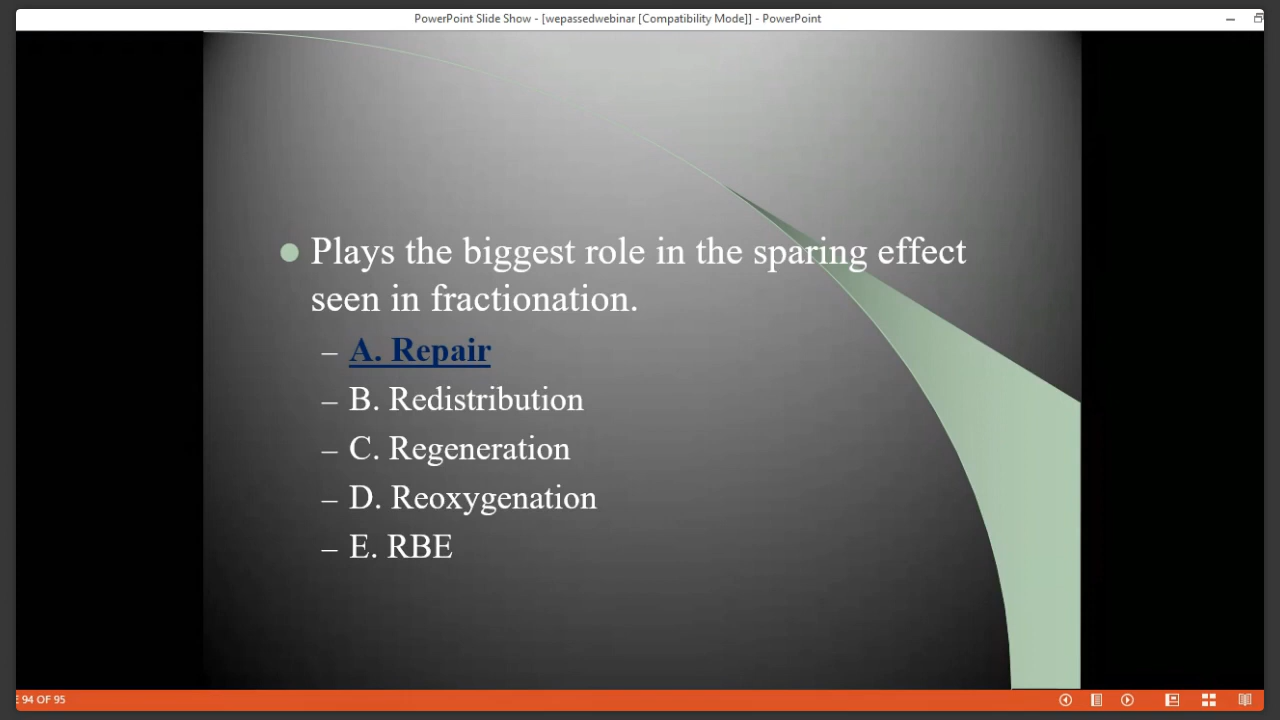 PowerPoint Slide Show - [wepassedwebinar [Compatibility Mode]] - PowerPoint
Plays the biggest role in the sparing effect
seen in fractionation.
– A. Repair
– B. Redistribution
– C. Regeneration
– D. Reoxygenation
– E. RBE
94 OF 95